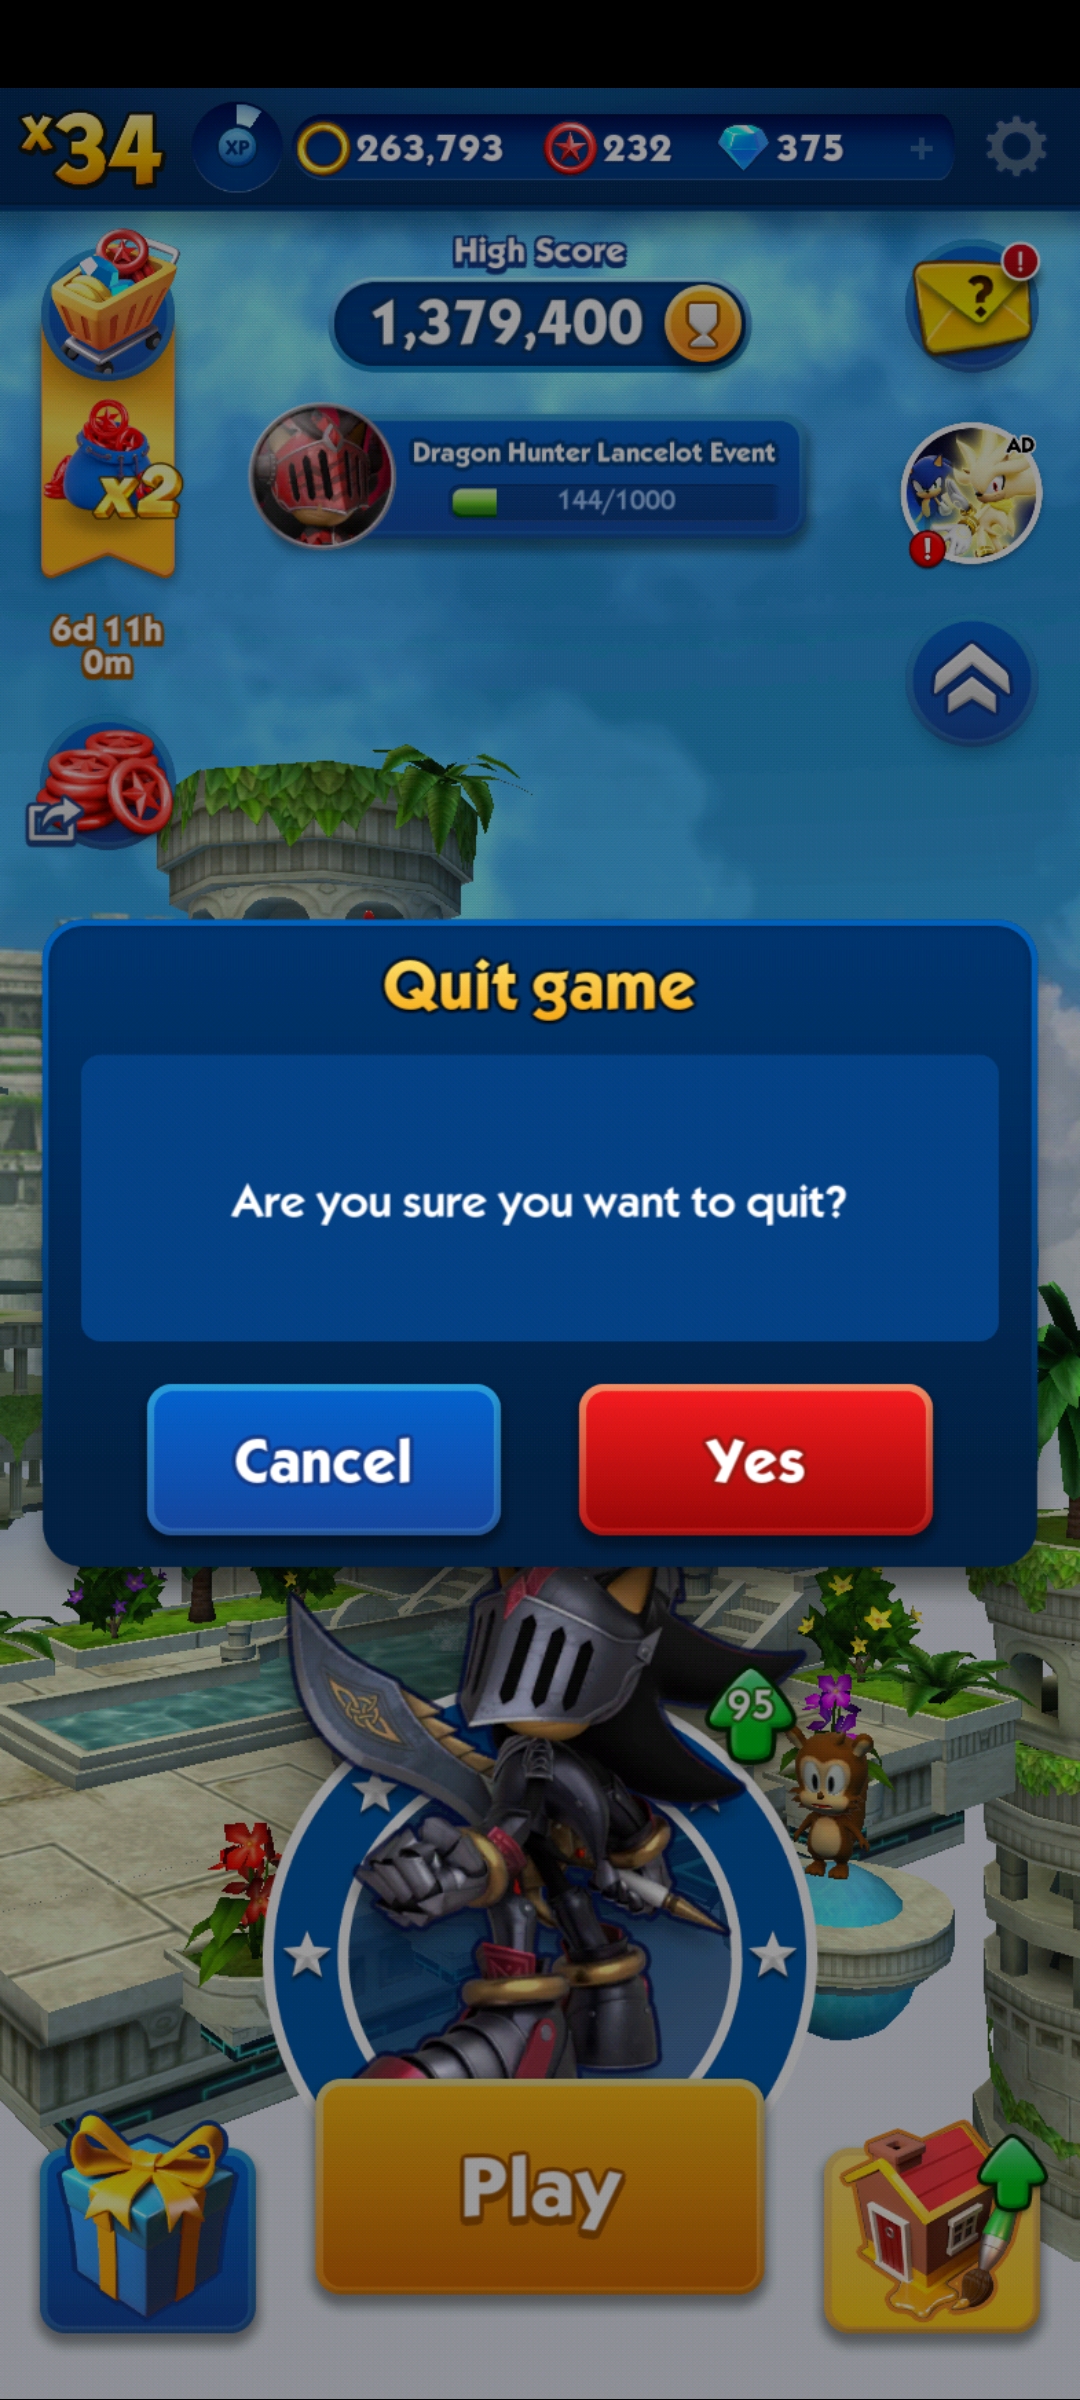 x34
XP
263,793
232
375
+
High Score
1,379,400
?
!
Dragon Hunter Lancelot Event
144/1000
AD
!
x2
6d 11h
0m
Quit game
Are you sure you want to quit?
Cancel
Yes
95
Play